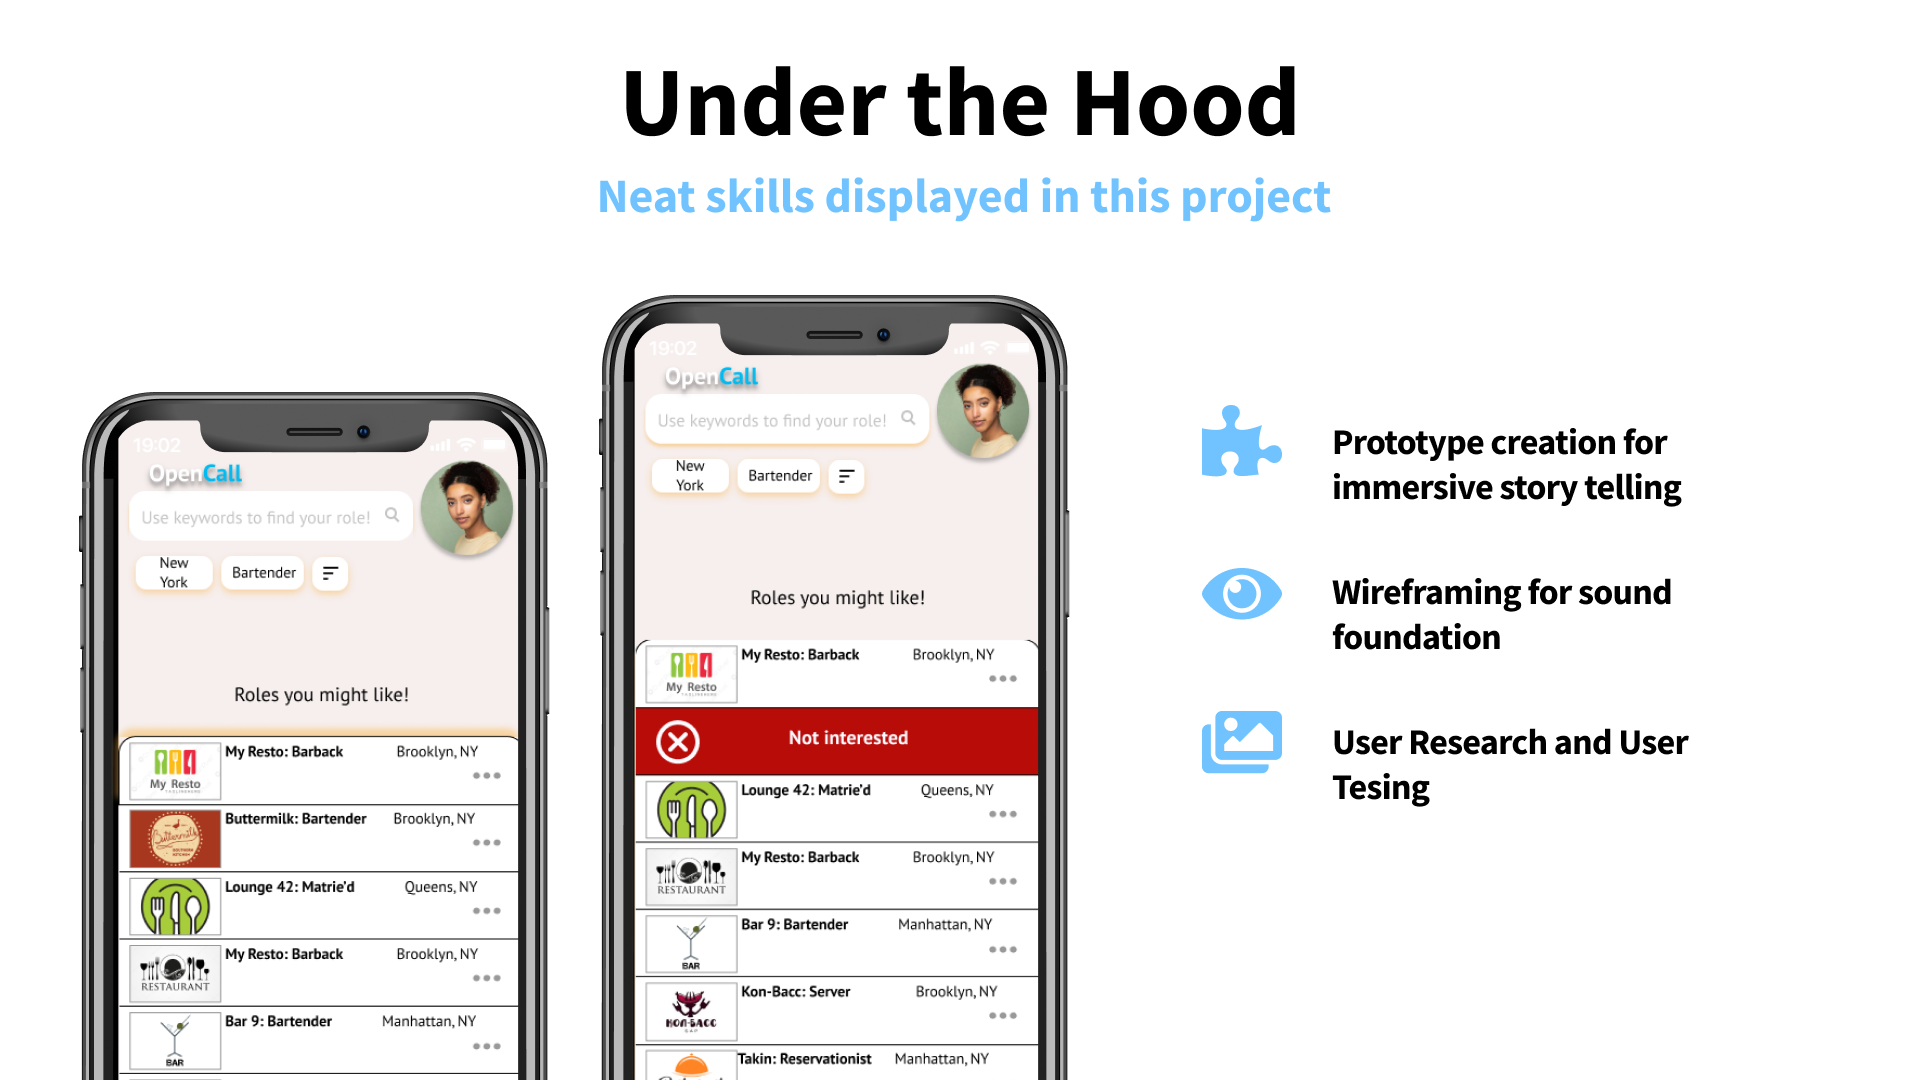 Under the Hood
Neat skills displayed in this project
19:02
OpenCall
Use keywords to find your role!
New
York
Bartender
Roles you might like!
My Resto
My Resto: Barback
Brooklyn, NY
Buttermilk
Buttermilk: Bartender
Brooklyn, NY
Lounge 42: Matrie'd
Queens, NY
RESTAURANT
My Resto: Barback
Brooklyn, NY
BAR
Bar 9: Bartender
Manhattan, NY
19:02
OpenCall
Use keywords to find your role!
New
York
Bartender
Roles you might like!
My Resto
My Resto: Barback
Brooklyn, NY
Not interested
Lounge 42: Matrie'd
Queens, NY
RESTAURANT
My Resto: Barback
Brooklyn, NY
BAR
Bar 9: Bartender
Manhattan, NY
KON-BACC
BAR
Kon-Bacc: Server
Brooklyn, NY
Takin: Reservationist
Manhattan, NY
Prototype creation for
immersive story telling
Wireframing for sound
foundation
User Research and User
Tesing